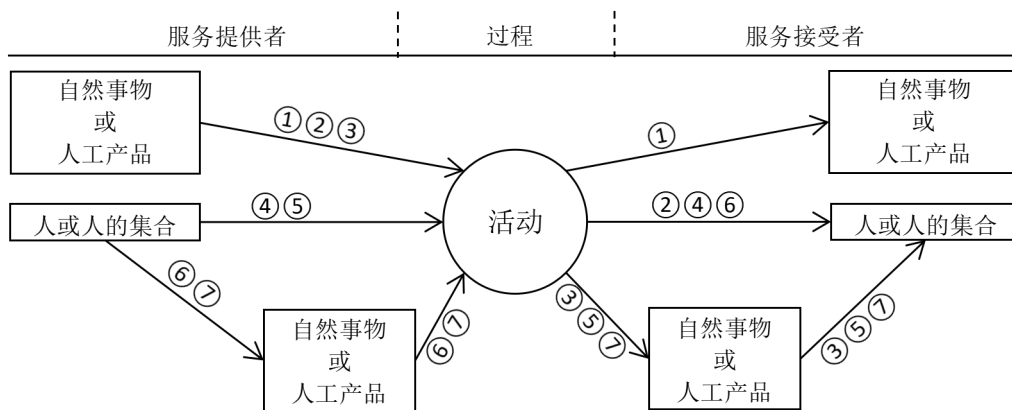 服务提供者 过程 服务接受者
自然事物
或
人工产品
①②③
①
自然事物
或
人工产品
人或人的集合
④⑤
活动
②④⑥
人或人的集合
⑥⑦
自然事物
或
人工产品
⑥⑦
③⑤⑦
自然事物
或
人工产品
③⑤⑦